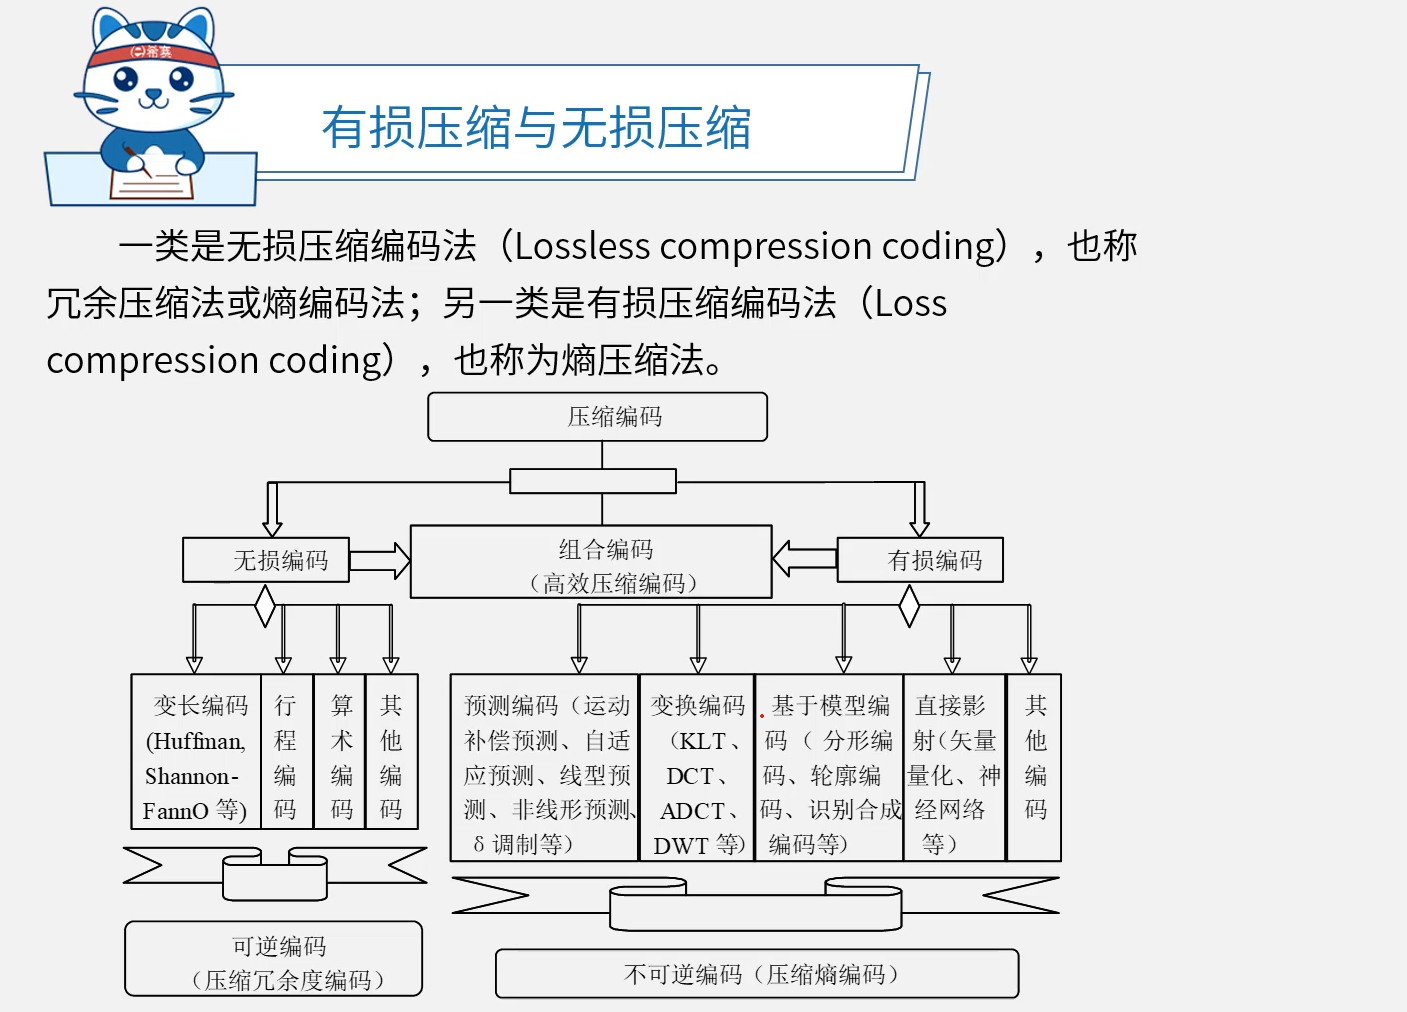 希赛
有损压缩与无损压缩
一类是无损压缩编码法（Lossless compression coding），也称
冗余压缩法或熵编码法；另一类是有损压缩编码法（Loss
compression coding），也称为熵压缩法。
压缩编码
无损编码
组合编码
（高效压缩编码）
有损编码
变长编码
(Huffman,
Shannon-
FannO 等)
行
程
编
码
算
术
编
码
其
他
编
码
预测编码（运动
补偿预测、自适
应预测、线型预
测、非线形预测、
δ 调制等）
变换编码
（KLT、
DCT、
ADCT、
DWT 等）
基于模型编
码（ 分形编
码、轮廓编
码、识别合成
编码等）
直接影
射（矢量
量化、神
经网络
等）
其
他
编
码
可逆编码
（压缩冗余度编码）
不可逆编码（压缩熵编码）